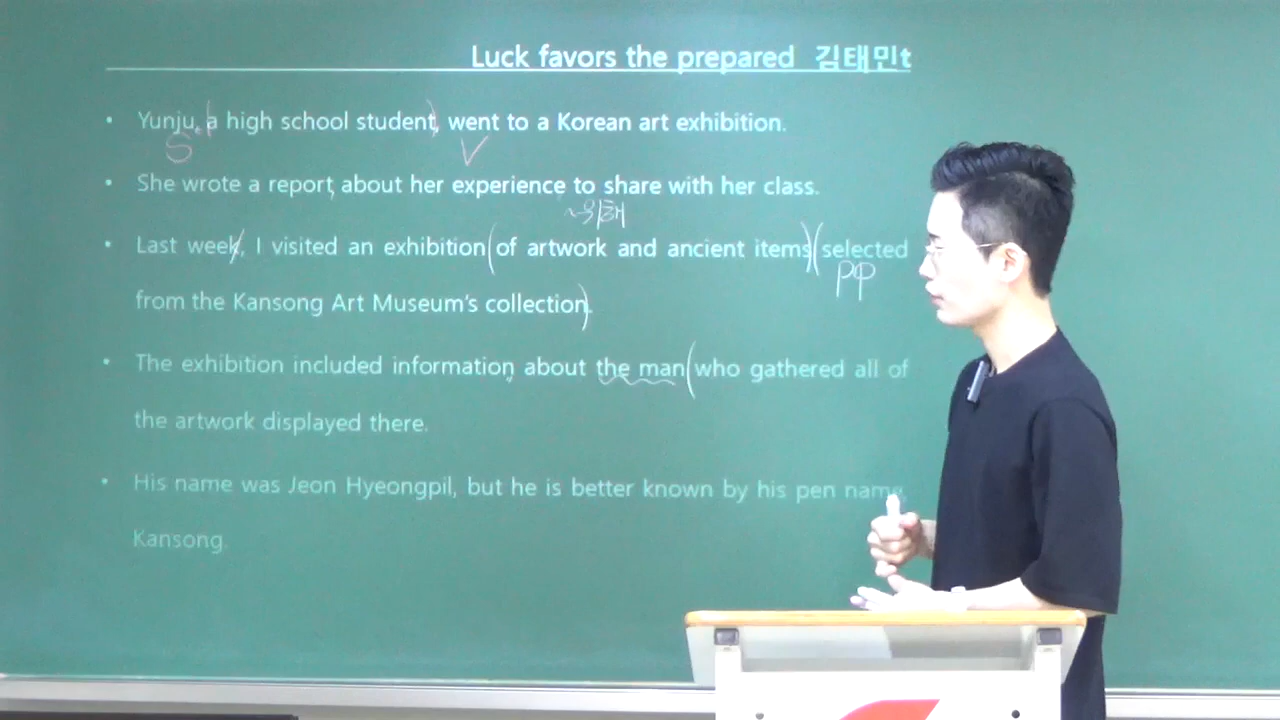 Luck favors the prepared 김태민t
• Yunju, a high school student, went to a Korean art exhibition.
S V
• She wrote a report about her experience to share with her class.
~위해
• Last week, I visited an exhibition (of artwork and ancient items) (selected
pp
from the Kansong Art Museum's collection).
• The exhibition included information about the man (who gathered all of
the artwork displayed there.
• His name was Jeon Hyeongpil, but he is better known by his pen name,
Kansong.